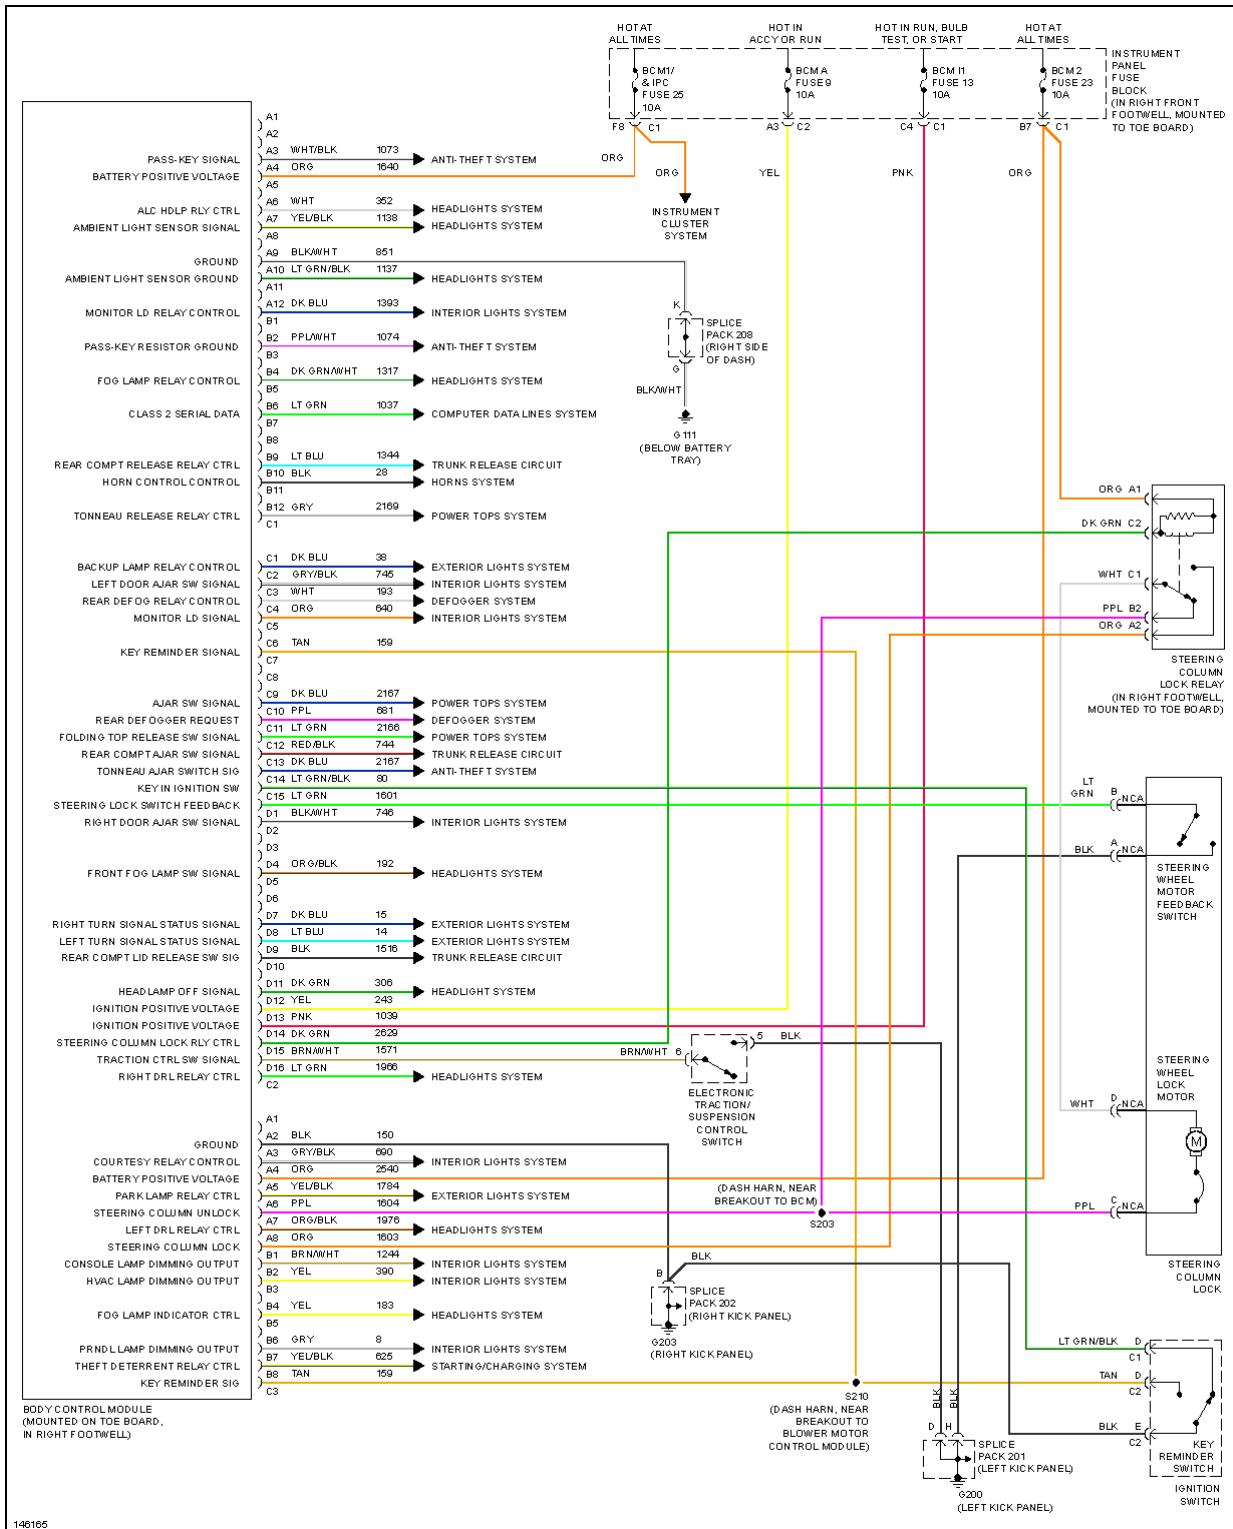 HOT AT
ALL TIMES
HOT IN
ACCY OR RUN
HOT IN RUN, BULB
TEST, OR START
HOT AT
ALL TIMES
BCM1/
& IPC
FUSE 25
10A
BCM A
FUSE 9
10A
BCM I1
FUSE 13
10A
BCM 2
FUSE 23
10A
INSTRUMENT
PANEL
FUSE
BLOCK
(IN RIGHT FRONT
FOOTWELL, MOUNTED
TO TOE BOARD)
F8 C1
A3 C2
C4 C1
B7 C1
ORG
ORG
YEL
PNK
ORG
INSTRUMENT
CLUSTER
SYSTEM
A1
A2
PASS-KEY SIGNAL A3 WHT/BLK 1073 ANTI-THEFT SYSTEM
BATTERY POSITIVE VOLTAGE A4 ORG 1640
A5
ALC HDLP RLY CTRL A6 WHT 352 HEADLIGHTS SYSTEM
AMBIENT LIGHT SENSOR SIGNAL A7 YEL/BLK 1138 HEADLIGHTS SYSTEM
A8
GROUND A9 BLK/WHT 851
AMBIENT LIGHT SENSOR GROUND A10 LT GRN/BLK 1137 HEADLIGHTS SYSTEM
A11
MONITOR LD RELAY CONTROL A12 DK BLU 1393 INTERIOR LIGHTS SYSTEM
B1
PASS-KEY RESISTOR GROUND B2 PPL/WHT 1074 ANTI-THEFT SYSTEM
B3
FOG LAMP RELAY CONTROL B4 DK GRN/WHT 1317 HEADLIGHTS SYSTEM
B5
CLASS 2 SERIAL DATA B6 LT GRN 1037 COMPUTER DATA LINES SYSTEM
B7
B8
REAR COMPT RELEASE RELAY CTRL B9 LT BLU 1344 TRUNK RELEASE CIRCUIT
HORN CONTROL CONTROL B10 BLK 28 HORNS SYSTEM
B11
TONNEAU RELEASE RELAY CTRL B12 GRY 2169 POWER TOPS SYSTEM
C1
K
SPLICE
PACK 208
(RIGHT SIDE
OF DASH)
G
BLK/WHT
G111
(BELOW BATTERY
TRAY)
BACKUP LAMP RELAY CONTROL C1 DK BLU 38 EXTERIOR LIGHTS SYSTEM
LEFT DOOR AJAR SW SIGNAL C2 GRY/BLK 745 INTERIOR LIGHTS SYSTEM
REAR DEFOG RELAY CONTROL C3 WHT 193 DEFOGGER SYSTEM
MONITOR LD SIGNAL C4 ORG 640 INTERIOR LIGHTS SYSTEM
C5
KEY REMINDER SIGNAL C6 TAN 159
C7
C8
AJAR SW SIGNAL C9 DK BLU 2167 POWER TOPS SYSTEM
REAR DEFOGGER REQUEST C10 PPL 681 DEFOGGER SYSTEM
FOLDING TOP RELEASE SW SIGNAL C11 LT GRN 2166 POWER TOPS SYSTEM
REAR COMPT AJAR SW SIGNAL C12 RED/BLK 744 TRUNK RELEASE CIRCUIT
TONNEAU AJAR SWITCH SIG C13 DK BLU 2167 ANTI-THEFT SYSTEM
KEY IN IGNITION SW C14 LT GRN/BLK 80
STEERING LOCK SWITCH FEEDBACK C15 LT GRN 1601
RIGHT DOOR AJAR SW SIGNAL D1 BLK/WHT 746 INTERIOR LIGHTS SYSTEM
D2
D3
FRONT FOG LAMP SW SIGNAL D4 ORG/BLK 192 HEADLIGHTS SYSTEM
D5
D6
RIGHT TURN SIGNAL STATUS SIGNAL D7 DK BLU 15 EXTERIOR LIGHTS SYSTEM
LEFT TURN SIGNAL STATUS SIGNAL D8 LT BLU 14 EXTERIOR LIGHTS SYSTEM
REAR COMPT LID RELEASE SW SIG D9 BLK 1516 TRUNK RELEASE CIRCUIT
D10
HEADLAMP OFF SIGNAL D11 DK GRN 306 HEADLIGHT SYSTEM
IGNITION POSITIVE VOLTAGE D12 YEL 243
IGNITION POSITIVE VOLTAGE D13 PNK 1039
STEERING COLUMN LOCK RLY CTRL D14 DK GRN 2629
TRACTION CTRL SW SIGNAL D15 BRN/WHT 1571
RIGHT DRL RELAY CTRL D16 LT GRN 1966 HEADLIGHTS SYSTEM
C2
BRN/WHT 6
5 BLK
ELECTRONIC
TRACTION/
SUSPENSION
CONTROL
SWITCH
A1
GROUND A2 BLK 150
COURTESY RELAY CONTROL A3 GRY/BLK 690 INTERIOR LIGHTS SYSTEM
BATTERY POSITIVE VOLTAGE A4 ORG 2540
PARK LAMP RELAY CTRL A5 YEL/BLK 1784 EXTERIOR LIGHTS SYSTEM
STEERING COLUMN UNLOCK A6 PPL 1604
LEFT DRL RELAY CTRL A7 ORG/BLK 1976 HEADLIGHTS SYSTEM
STEERING COLUMN LOCK A8 ORG 1603
CONSOLE LAMP DIMMING OUTPUT B1 BRN/WHT 1244 INTERIOR LIGHTS SYSTEM
HVAC LAMP DIMMING OUTPUT B2 YEL 390 INTERIOR LIGHTS SYSTEM
B3
FOG LAMP INDICATOR CTRL B4 YEL 183 HEADLIGHTS SYSTEM
B5
PRNDL LAMP DIMMING OUTPUT B6 GRY 8 INTERIOR LIGHTS SYSTEM
THEFT DETERRENT RELAY CTRL B7 YEL/BLK 625 STARTING/CHARGING SYSTEM
KEY REMINDER SIG B8 TAN 159
C3
BODY CONTROL MODULE
(MOUNTED ON TOE BOARD,
IN RIGHT FOOTWELL)
(DASH HARN, NEAR
BREAKOUT TO BCM)
S203
BLK
B
SPLICE
PACK 202
(RIGHT KICK PANEL)
G203
(RIGHT KICK PANEL)
S210
(DASH HARN, NEAR
BREAKOUT TO
BLOWER MOTOR
CONTROL MODULE)
BLK
BLK
D H
SPLICE
PACK 201
(LEFT KICK PANEL)
G200
(LEFT KICK PANEL)
ORG A1
DK GRN C2
WHT C1
PPL B2
ORG A2
STEERING
COLUMN
LOCK RELAY
(IN RIGHT FOOTWELL,
MOUNTED TO TOE BOARD)
LT
GRN
B NCA
BLK A NCA
STEERING
WHEEL
MOTOR
FEEDBACK
SWITCH
STEERING
WHEEL
LOCK
MOTOR
WHT D NCA
M
PPL C NCA
STEERING
COLUMN
LOCK
LT GRN/BLK D
C1
TAN D
C2
BLK E
C2
KEY
REMINDER
SWITCH
IGNITION
SWITCH
146165